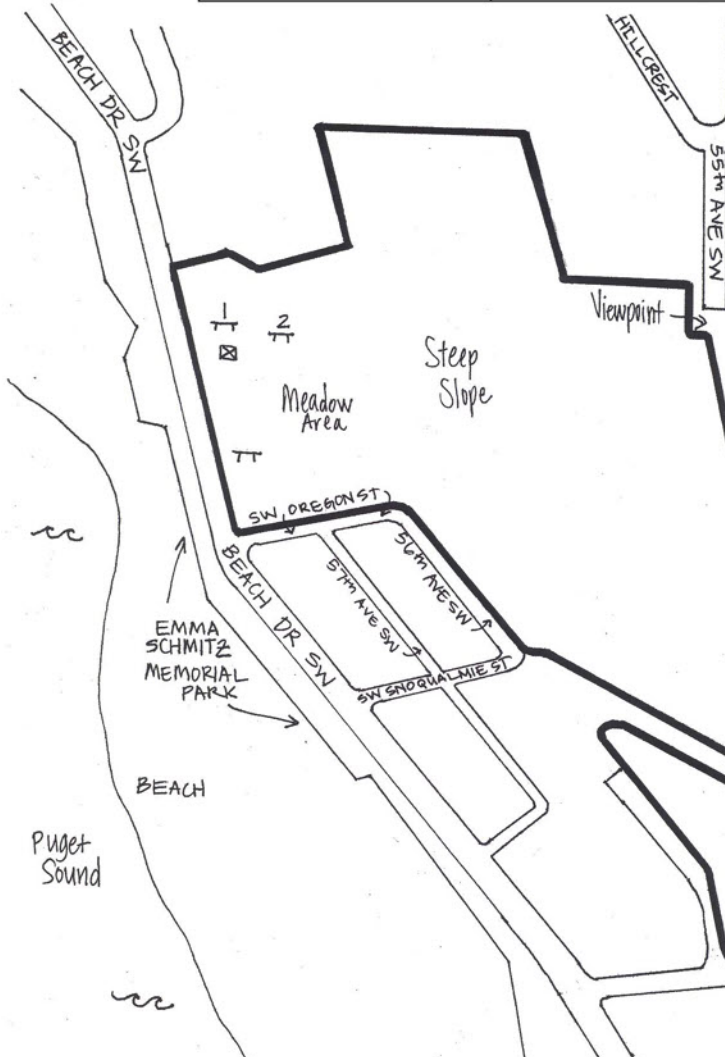 BEACH DR SW
HILLCREST
55th AVE SW
Viewpoint
1
2
Steep
Slope
Meadow
Area
SW OREGON ST
BEACH DR SW
57th AVE SW
56th AVE SW
SW SNOQUALMIE ST
EMMA
SCHMITZ
MEMORIAL
PARK
BEACH
Puget
Sound